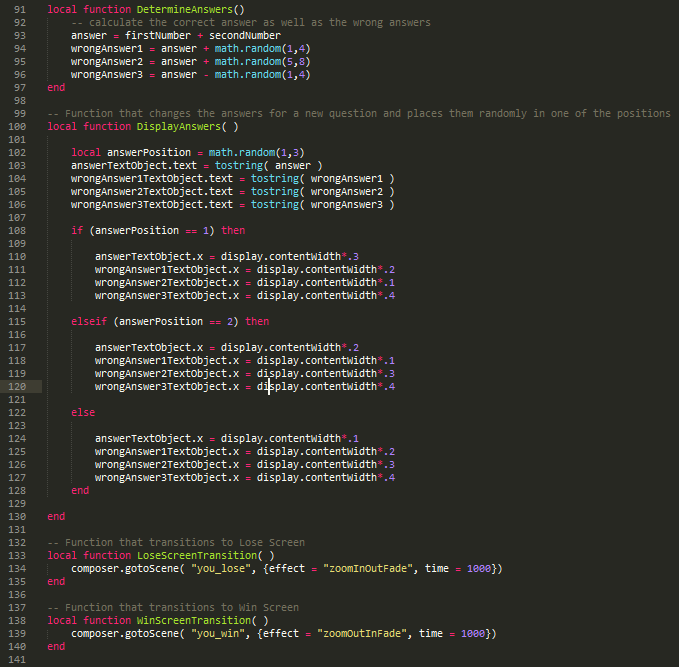 91 local function DetermineAnswers()
92     -- calculate the correct answer as well as the wrong answers
93     answer = firstNumber + secondNumber
94     wrongAnswer1 = answer + math.random(1,4)
95     wrongAnswer2 = answer + math.random(5,8)
96     wrongAnswer3 = answer - math.random(1,4)
97 end
98
99 -- Function that changes the answers for a new question and places them randomly in one of the positions
100 local function DisplayAnswers( )
101
102     local answerPosition = math.random(1,3)
103     answerTextObject.text = tostring( answer )
104     wrongAnswer1TextObject.text = tostring( wrongAnswer1 )
105     wrongAnswer2TextObject.text = tostring( wrongAnswer2 )
106     wrongAnswer3TextObject.text = tostring( wrongAnswer3 )
107
108     if (answerPosition == 1) then
109
110         answerTextObject.x = display.contentWidth*.3
111         wrongAnswer1TextObject.x = display.contentWidth*.2
112         wrongAnswer2TextObject.x = display.contentWidth*.1
113         wrongAnswer3TextObject.x = display.contentWidth*.4
114
115     elseif (answerPosition == 2) then
116
117         answerTextObject.x = display.contentWidth*.2
118         wrongAnswer1TextObject.x = display.contentWidth*.1
119         wrongAnswer2TextObject.x = display.contentWidth*.3
120         wrongAnswer3TextObject.x = display.contentWidth*.4
121
122     else
123
124         answerTextObject.x = display.contentWidth*.1
125         wrongAnswer1TextObject.x = display.contentWidth*.2
126         wrongAnswer2TextObject.x = display.contentWidth*.3
127         wrongAnswer3TextObject.x = display.contentWidth*.4
128     end
129
130 end
131
132 -- Function that transitions to Lose Screen
133 local function LoseScreenTransition( )
134     composer.gotoScene( "you_lose", {effect = "zoomInOutFade", time = 1000})
135 end
136
137 -- Function that transitions to Win Screen
138 local function WinScreenTransition( )
139     composer.gotoScene( "you_win", {effect = "zoomOutInFade", time = 1000})
140 end
141